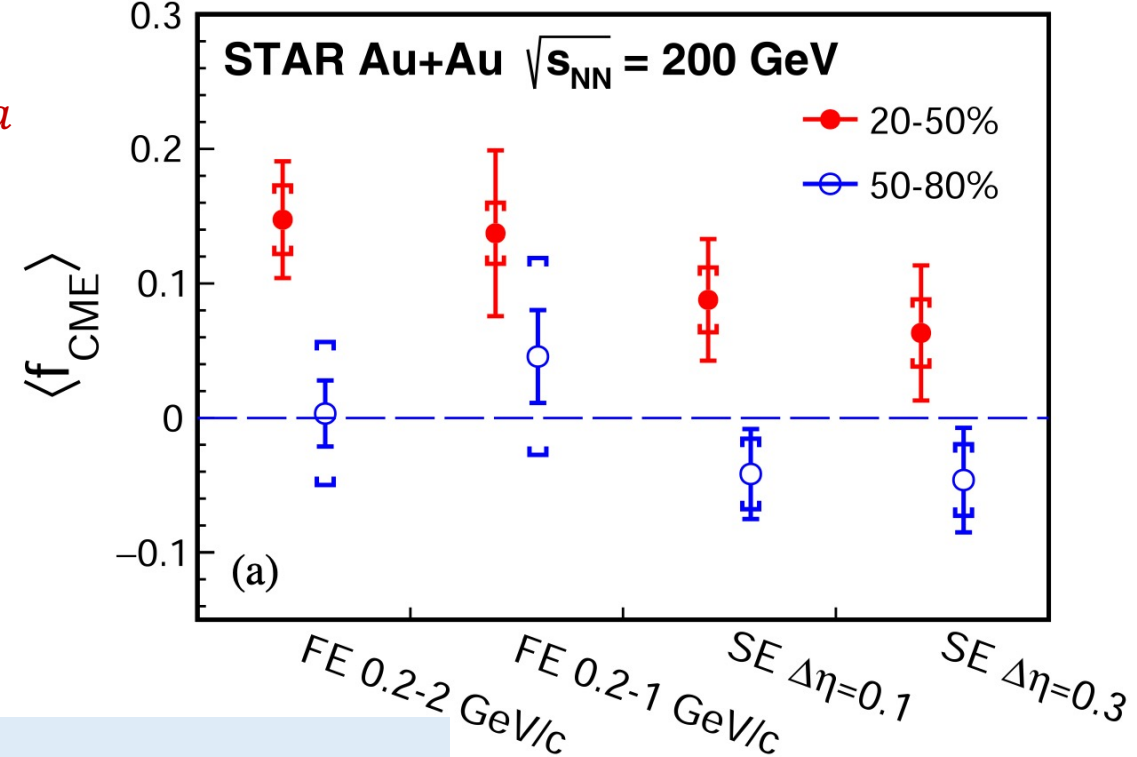 0.3
STAR Au+Au √sNN = 200 GeV
a
20-50%
0.2
50-80%
⟨fCME⟩
0.1
0
−0.1
(a)
FE 0.2-2 GeV/c
FE 0.2-1 GeV/c
SE Δη=0.1
SE Δη=0.3